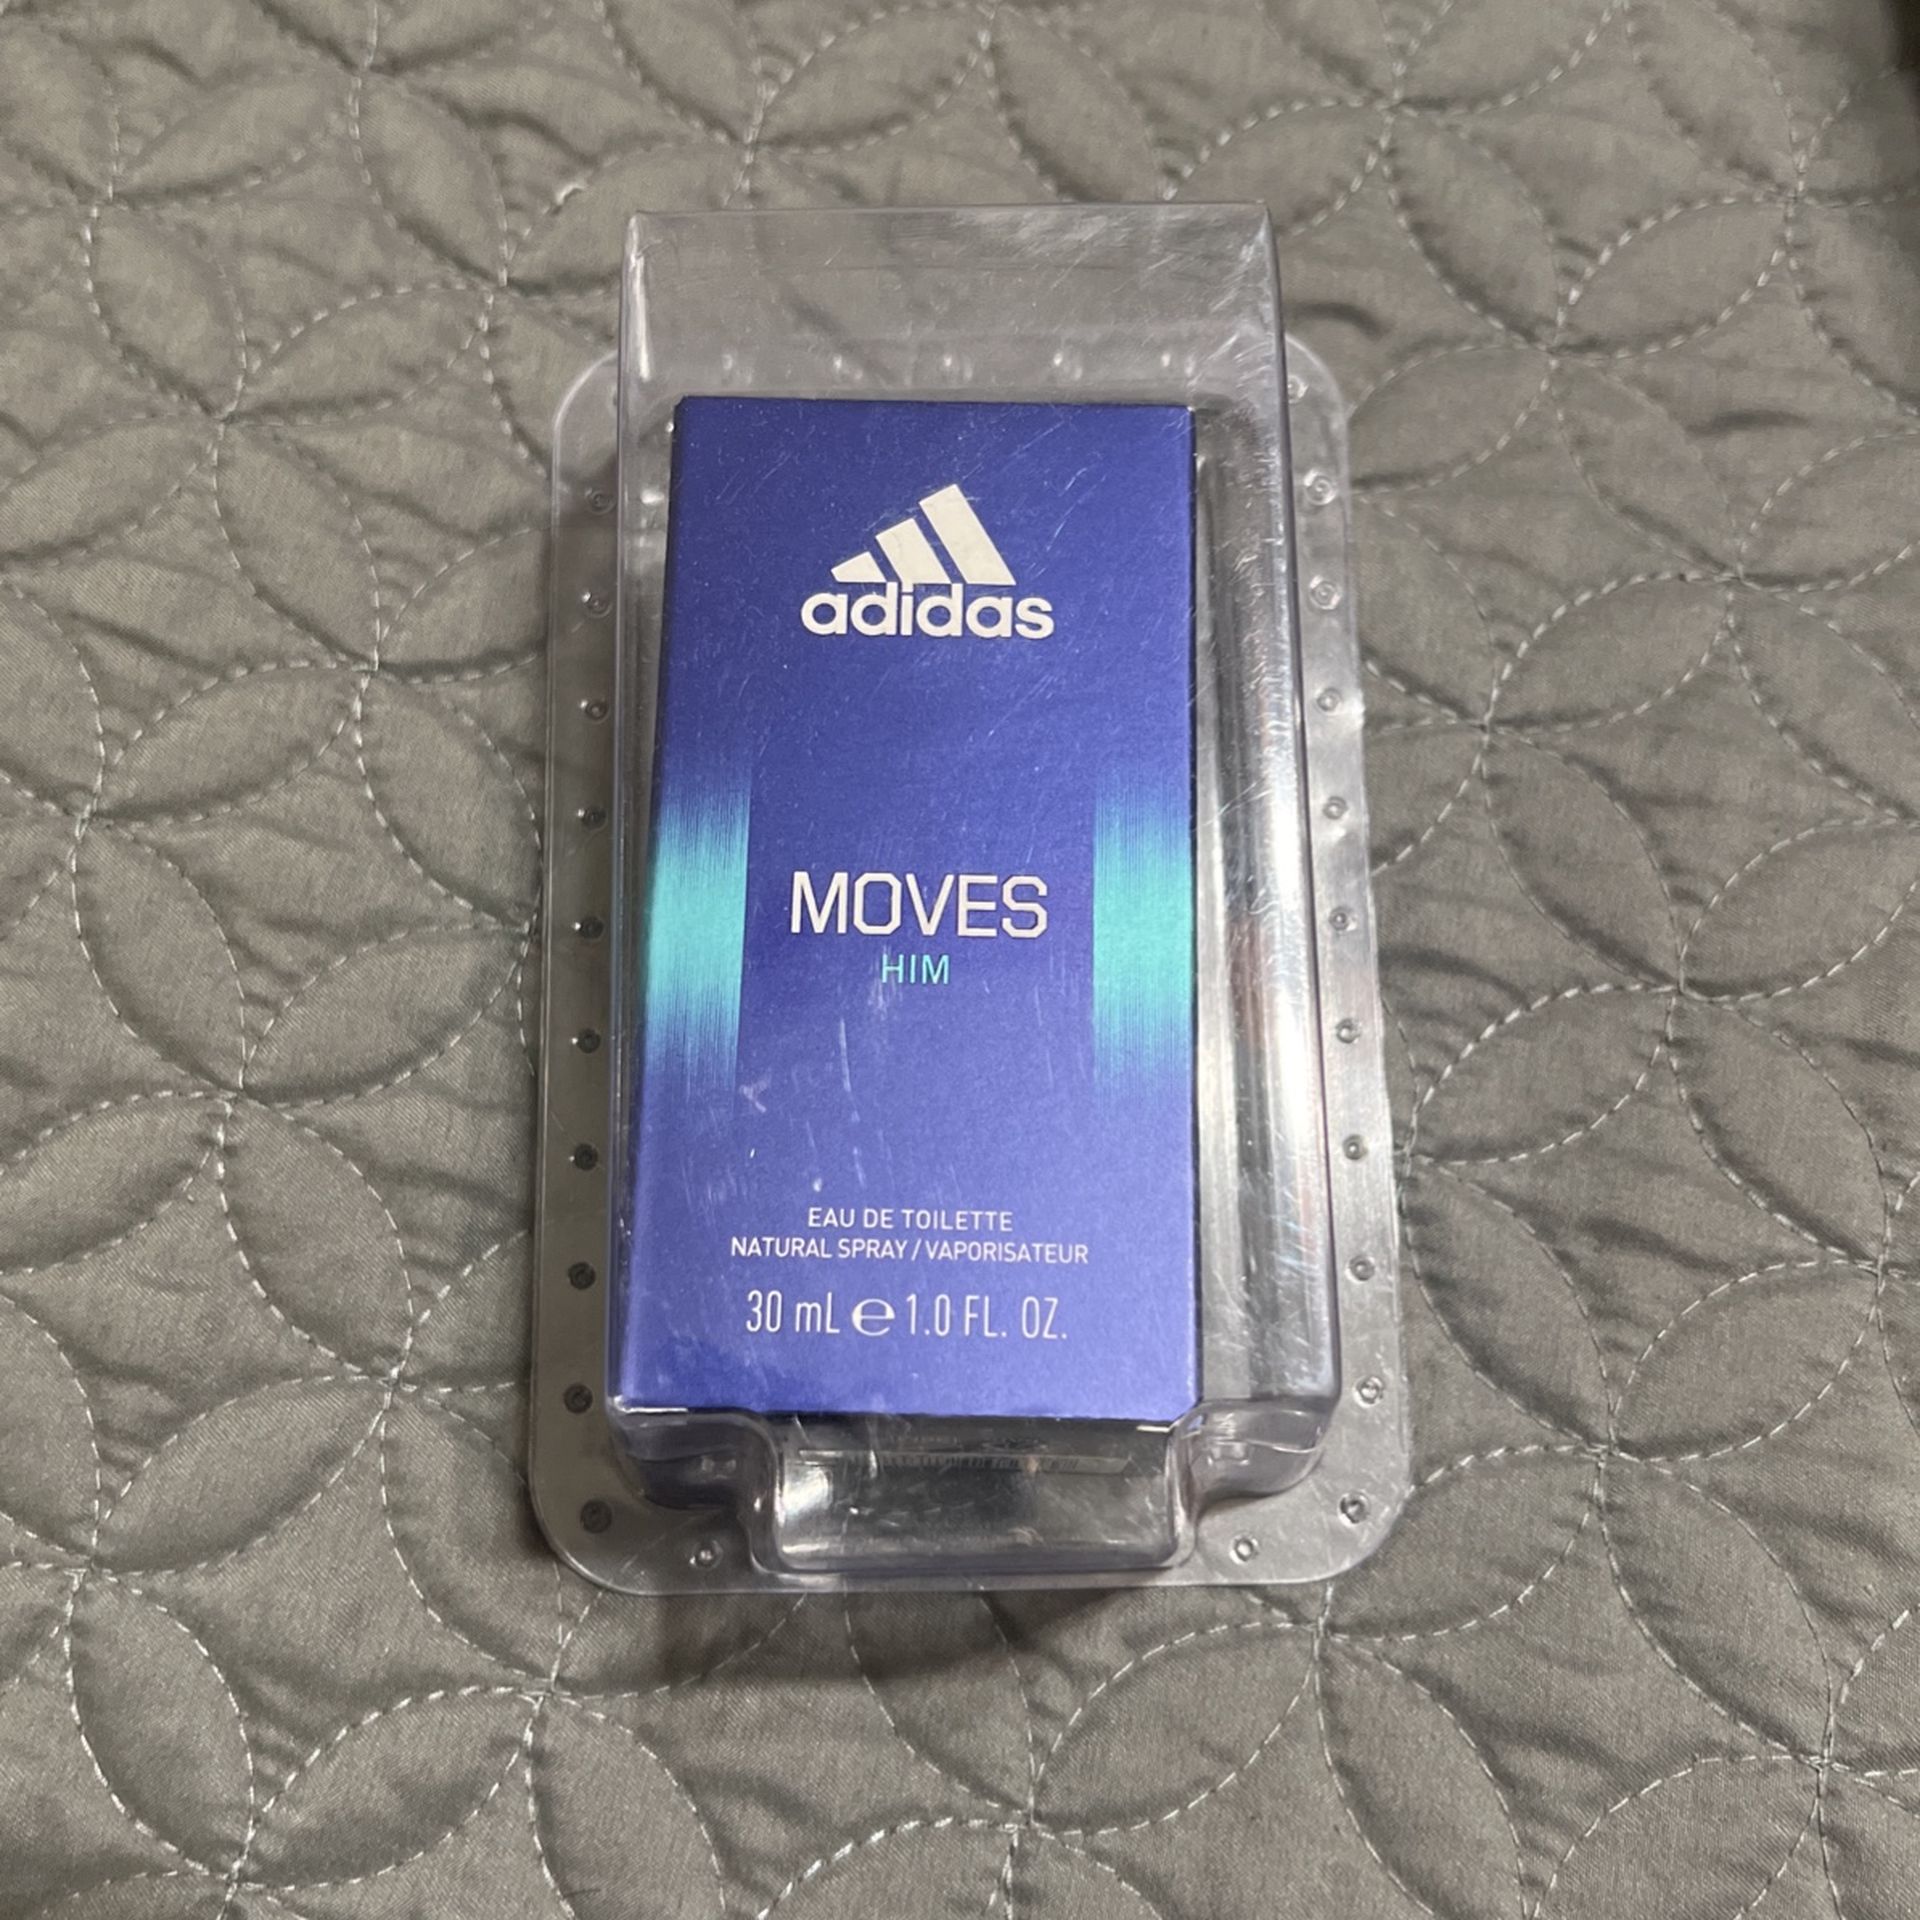 adidas
MOVES
HIM
EAU DE TOILETTE
NATURAL SPRAY / VAPORISATEUR
30 mL ℮ 1.0 FL. OZ.